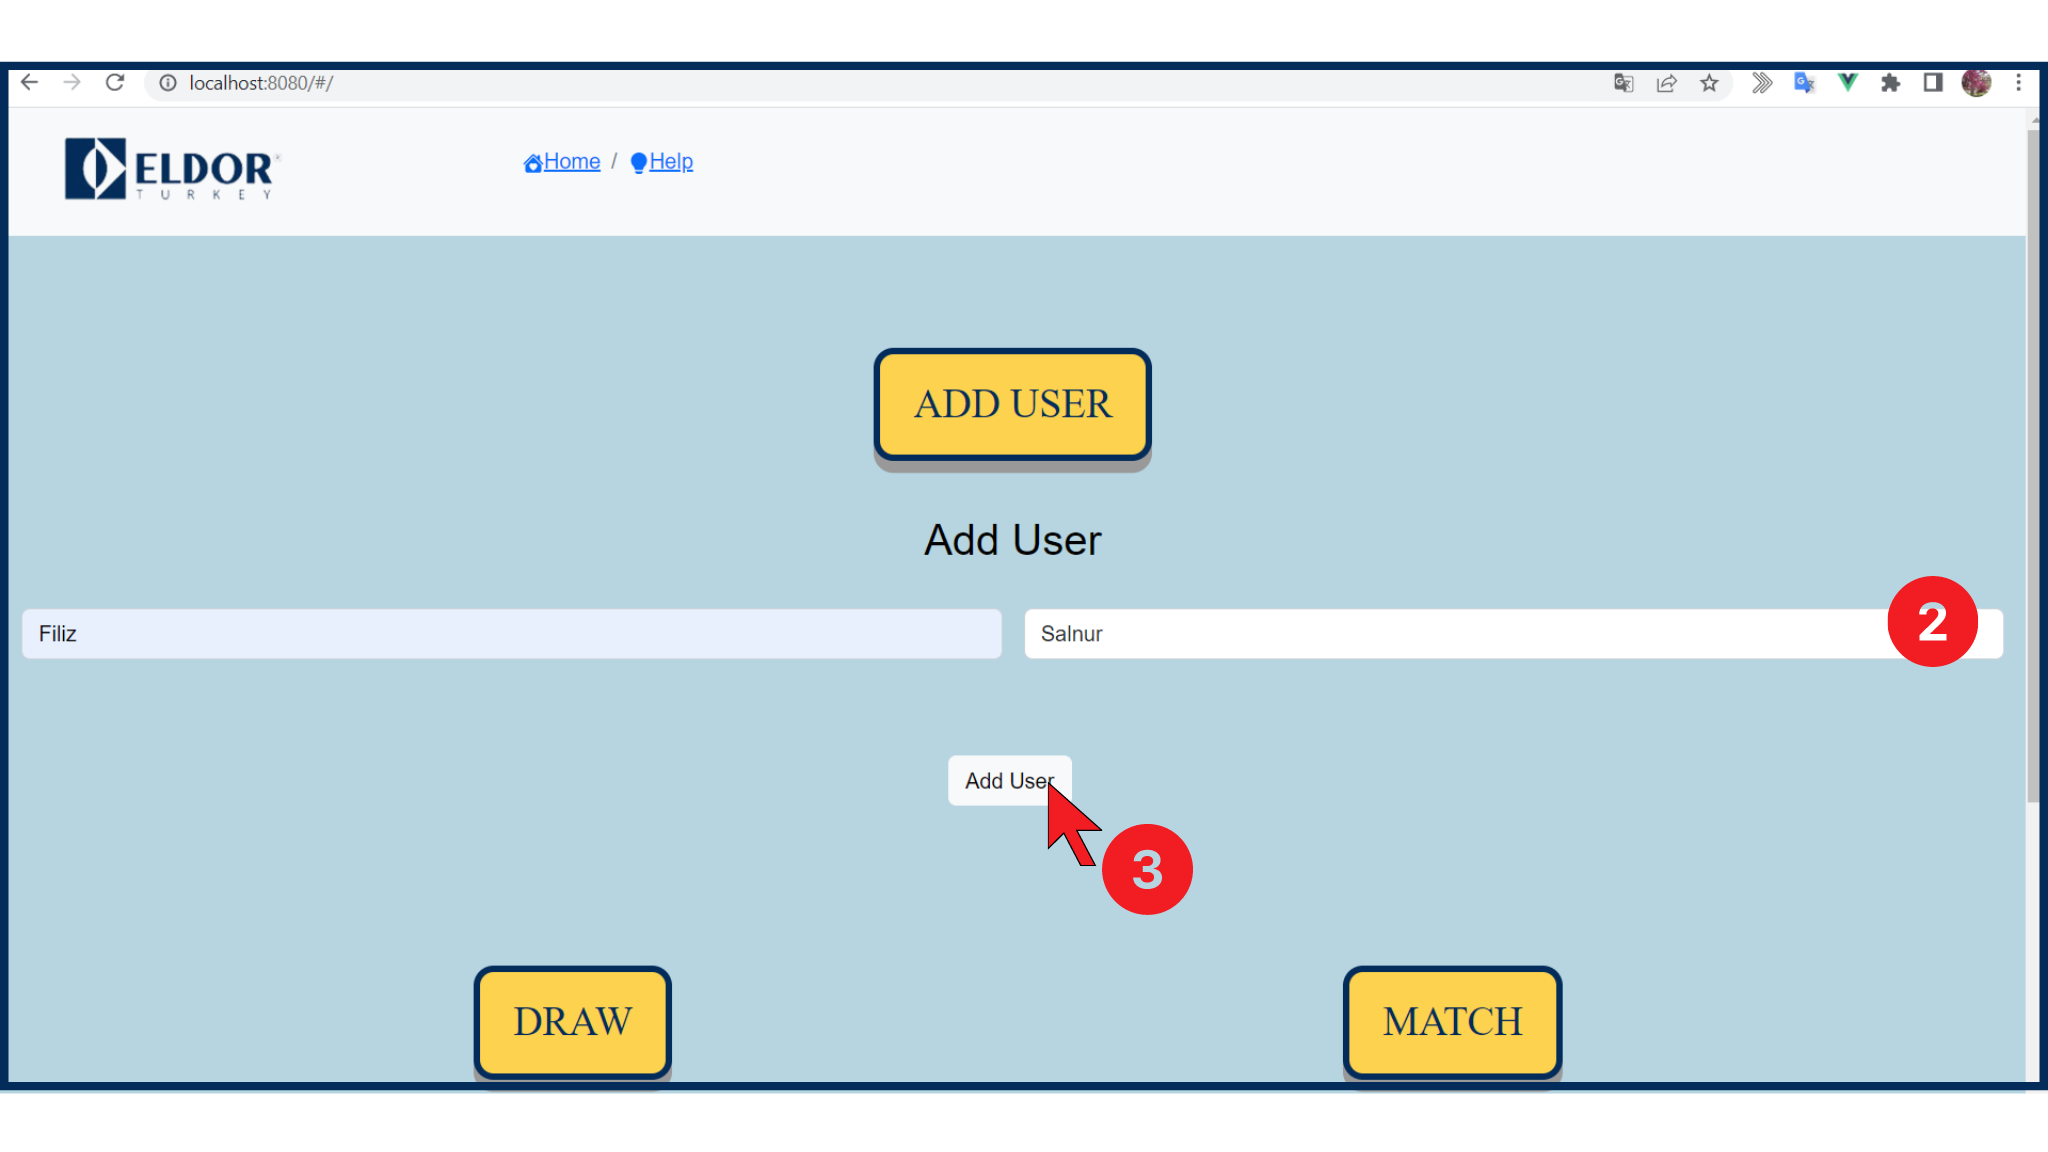 localhost:8080/#/
ELDOR
TURKEY
Home / Help
ADD USER
Add User
Filiz
Salnur
2
Add User
3
DRAW
MATCH